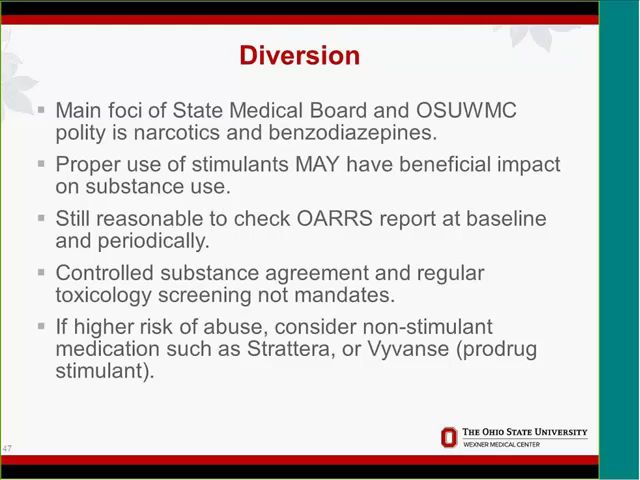 Diversion
Main foci of State Medical Board and OSUWMC
polity is narcotics and benzodiazepines.
Proper use of stimulants MAY have beneficial impact
on substance use.
Still reasonable to check OARRS report at baseline
and periodically.
Controlled substance agreement and regular
toxicology screening not mandates.
If higher risk of abuse, consider non-stimulant
medication such as Strattera, or Vyvanse (prodrug
stimulant).
THE OHIO STATE UNIVERSITY
WEXNER MEDICAL CENTER
47